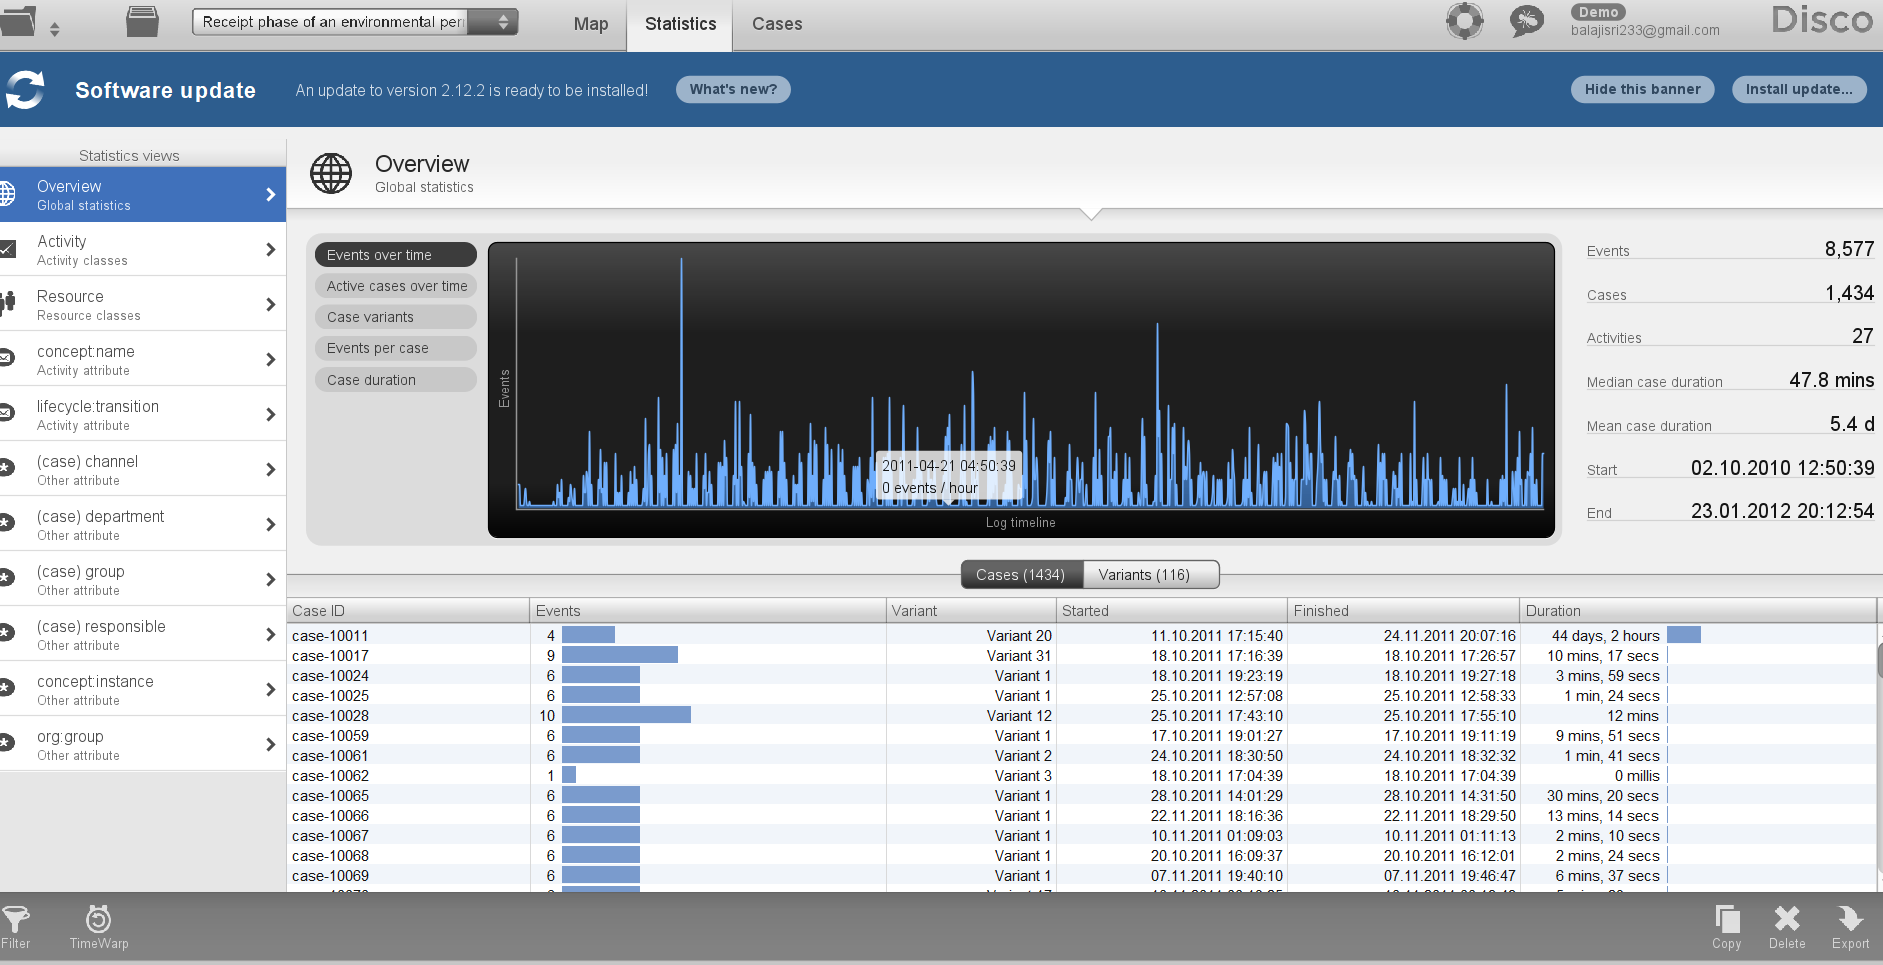 Receipt phase of an environmental per
Map
Statistics
Cases
Demo
balajisri233@gmail.com
Disco
Software update
An update to version 2.12.2 is ready to be installed!
What's new?
Hide this banner
Install update...
Statistics views
Overview
Global statistics
Activity
Activity classes
Resource
Resource classes
concept:name
Activity attribute
lifecycle:transition
Activity attribute
(case) channel
Other attribute
(case) department
Other attribute
(case) group
Other attribute
(case) responsible
Other attribute
concept:instance
Other attribute
org:group
Other attribute
Overview
Global statistics
Events over time
Active cases over time
Case variants
Events per case
Case duration
Events
2011-04-21 04:50:39
0 events / hour
Log timeline
Events 8,577
Cases 1,434
Activities 27
Median case duration 47.8 mins
Mean case duration 5.4 d
Start 02.10.2010 12:50:39
End 23.01.2012 20:12:54
Cases (1434) Variants (116)
Case ID Events Variant Started Finished Duration
case-10011 4 Variant 20 11.10.2011 17:15:40 24.11.2011 20:07:16 44 days, 2 hours
case-10017 9 Variant 31 18.10.2011 17:16:39 18.10.2011 17:26:57 10 mins, 17 secs
case-10024 6 Variant 1 18.10.2011 19:23:19 18.10.2011 19:27:18 3 mins, 59 secs
case-10025 6 Variant 1 25.10.2011 12:57:08 25.10.2011 12:58:33 1 min, 24 secs
case-10028 10 Variant 12 25.10.2011 17:43:10 25.10.2011 17:55:10 12 mins
case-10059 6 Variant 1 17.10.2011 19:01:27 17.10.2011 19:11:19 9 mins, 51 secs
case-10061 6 Variant 2 24.10.2011 18:30:50 24.10.2011 18:32:32 1 min, 41 secs
case-10062 1 Variant 3 18.10.2011 17:04:39 18.10.2011 17:04:39 0 millis
case-10065 6 Variant 1 28.10.2011 14:01:29 28.10.2011 14:31:50 30 mins, 20 secs
case-10066 6 Variant 1 22.11.2011 18:16:36 22.11.2011 18:29:50 13 mins, 14 secs
case-10067 6 Variant 1 10.11.2011 01:09:03 10.11.2011 01:11:13 2 mins, 10 secs
case-10068 6 Variant 1 20.10.2011 16:09:37 20.10.2011 16:12:01 2 mins, 24 secs
case-10069 6 Variant 1 07.11.2011 19:40:10 07.11.2011 19:46:47 6 mins, 37 secs
Filter
TimeWarp
Copy
Delete
Export